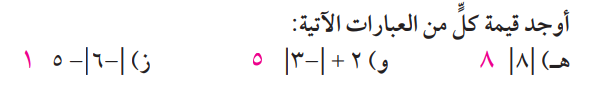 أوجد قيمة كلٍّ من العبارات الآتية:
هـ) |٨| ٨ و) ٢ + |−٣| ٥ ز) |−٦| − ٥ ١